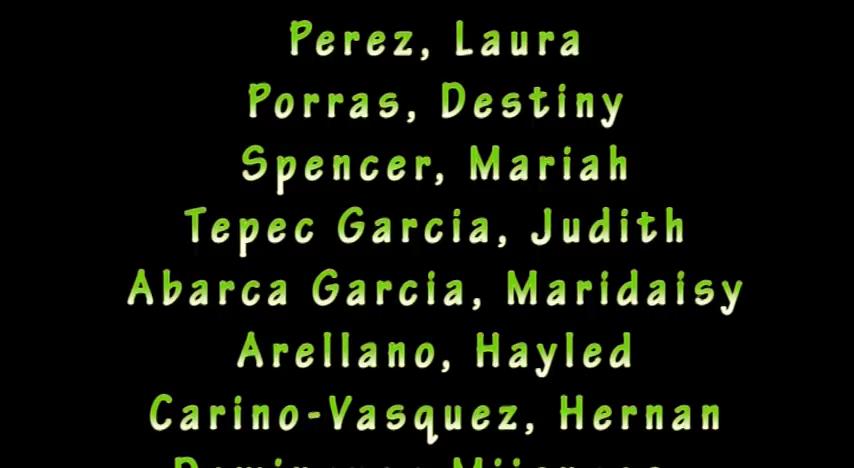 Perez, Laura
Porras, Destiny
Spencer, Mariah
Tepec Garcia, Judith
Abarca Garcia, Maridaisy
Arellano, Hayled
Carino-Vasquez, Hernan